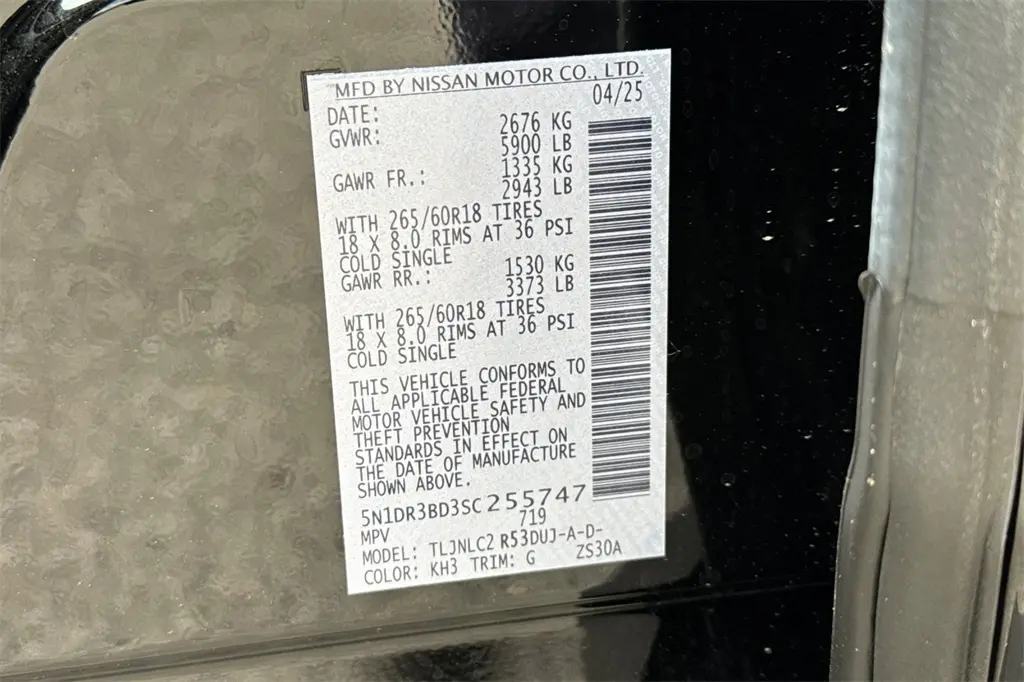 MFD BY NISSAN MOTOR CO., LTD.
DATE: 04/25
GVWR: 2676 KG
5900 LB
GAWR FR.: 1335 KG
2943 LB
WITH 265/60R18 TIRES
18 X 8.0 RIMS AT 36 PSI
COLD SINGLE
GAWR RR.: 1530 KG
3373 LB
WITH 265/60R18 TIRES
18 X 8.0 RIMS AT 36 PSI
COLD SINGLE
THIS VEHICLE CONFORMS TO
ALL APPLICABLE FEDERAL
MOTOR VEHICLE SAFETY AND
THEFT PREVENTION
STANDARDS IN EFFECT ON
THE DATE OF MANUFACTURE
SHOWN ABOVE.
5N1DR3BD3SC255747
MPV 719
MODEL: TLJNLC2 R53DUJ-A-D-
COLOR: KH3 TRIM: G ZS30A